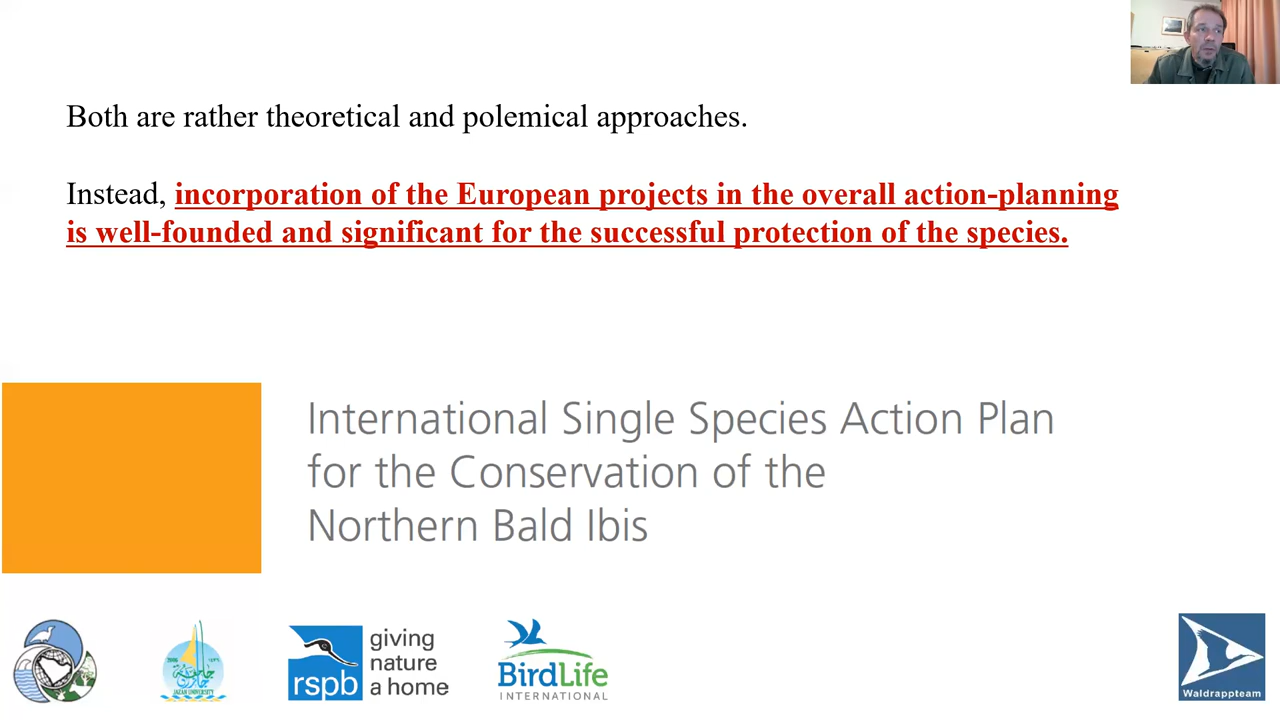 Both are rather theoretical and polemical approaches.
Instead, incorporation of the European projects in the overall action-planning
is well-founded and significant for the successful protection of the species.
International Single Species Action Plan
for the Conservation of the
Northern Bald Ibis
JAZAN UNIVERSITY
rspb
giving
nature
a home
BirdLife
INTERNATIONAL
Waldrappteam